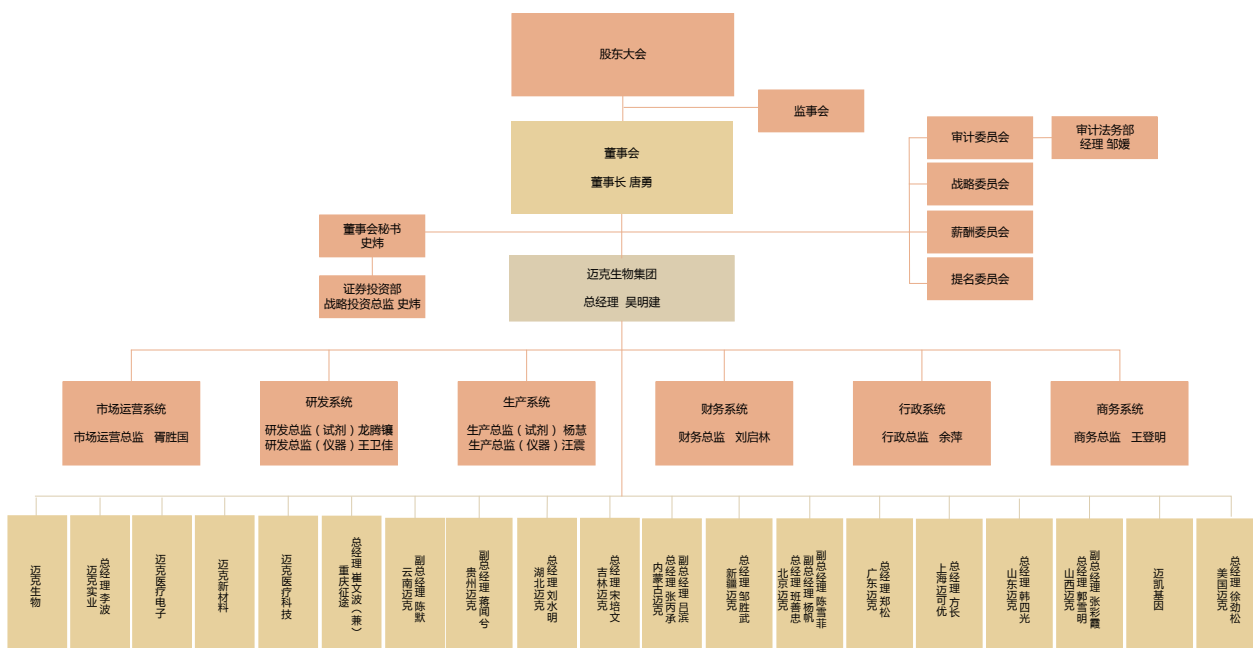 股东大会
监事会
董事会
董事长 唐勇
审计委员会
审计法务部
经理 邹媛
战略委员会
薪酬委员会
提名委员会
董事会秘书
史炜
证券投资部
战略投资总监 史炜
迈克生物集团
总经理 吴明建
市场运营系统
市场运营总监 胥胜国
研发系统
研发总监（试剂）龙腾镶
研发总监（仪器）王卫佳
生产系统
生产总监（试剂） 杨慧
生产总监（仪器）汪震
财务系统
财务总监 刘启林
行政系统
行政总监 余萍
商务系统
商务总监 王登明
迈克生物
迈克实业
总经理 李波
迈克医疗电子
迈克新材料
迈克医疗科技
重庆征途
总经理 崔文波（兼）
云南迈克
副总经理 陈默
贵州迈克
副总经理 蒋闻兮
湖北迈克
总经理 刘水明
吉林迈克
总经理 宋培文
内蒙古迈克
总经理 张丙承
副总经理 吕滨
新疆迈克
总经理 邹胜武
北京迈克
总经理 班善忠
副总经理 杨帆
副总经理 陈雪菲
广东迈克
总经理 郑松
上海迈可优
总经理 方长
山东迈克
总经理 韩四光
山西迈克
总经理 郭雪明
副总经理 张彩霞
迈凯基因
美国迈克
总经理 徐劲松